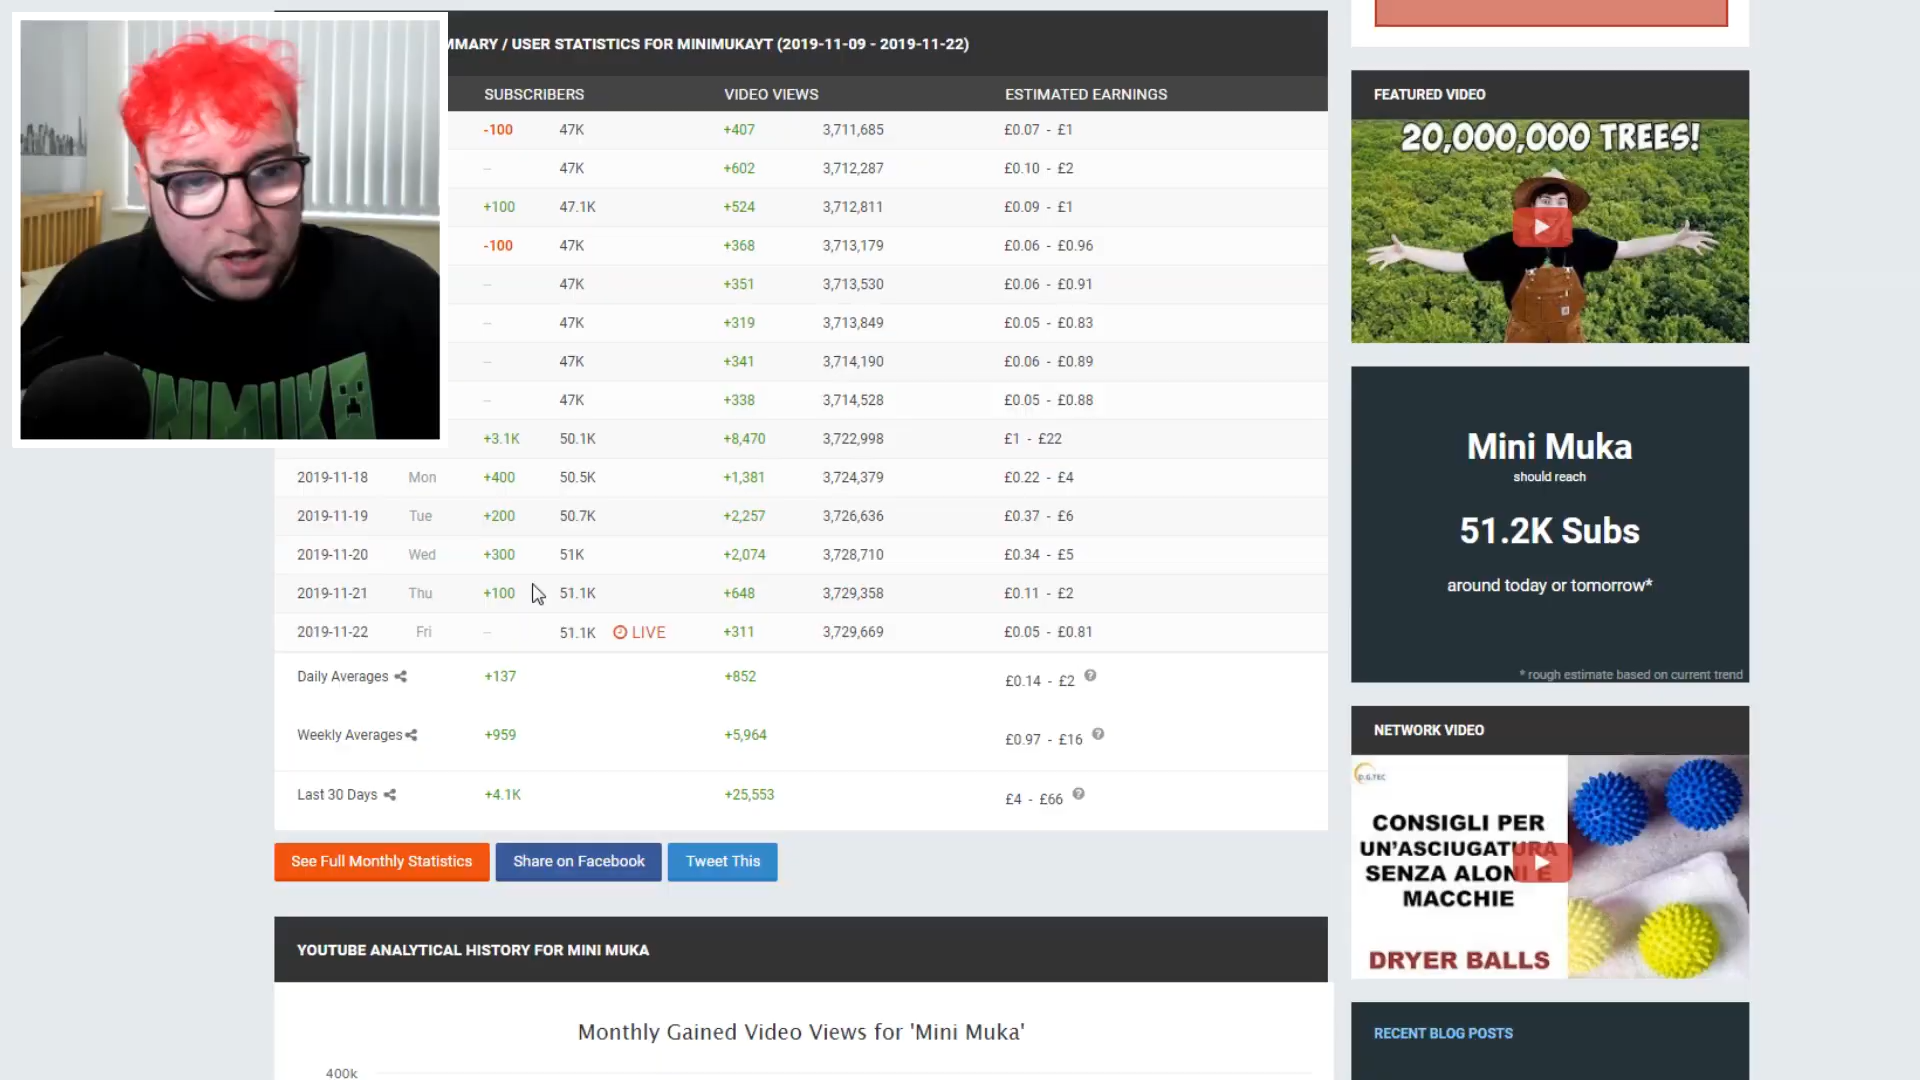 MMARY / USER STATISTICS FOR MINIMUKAYT (2019-11-09 - 2019-11-22)
SUBSCRIBERS VIDEO VIEWS ESTIMATED EARNINGS
-100 47K +407 3,711,685 £0.07 - £1
-- 47K +602 3,712,287 £0.10 - £2
+100 47.1K +524 3,712,811 £0.09 - £1
-100 47K +368 3,713,179 £0.06 - £0.96
-- 47K +351 3,713,530 £0.06 - £0.91
-- 47K +319 3,713,849 £0.05 - £0.83
-- 47K +341 3,714,190 £0.06 - £0.89
-- 47K +338 3,714,528 £0.05 - £0.88
+3.1K 50.1K +8,470 3,722,998 £1 - £22
2019-11-18 Mon +400 50.5K +1,381 3,724,379 £0.22 - £4
2019-11-19 Tue +200 50.7K +2,257 3,726,636 £0.37 - £6
2019-11-20 Wed +300 51K +2,074 3,728,710 £0.34 - £5
2019-11-21 Thu +100 51.1K +648 3,729,358 £0.11 - £2
2019-11-22 Fri -- 51.1K LIVE +311 3,729,669 £0.05 - £0.81
Daily Averages +137 +852 £0.14 - £2
Weekly Averages +959 +5,964 £0.97 - £16
Last 30 Days +4.1K +25,553 £4 - £66
See Full Monthly Statistics Share on Facebook Tweet This
YOUTUBE ANALYTICAL HISTORY FOR MINI MUKA
Monthly Gained Video Views for 'Mini Muka'
400k
INIMUK
FEATURED VIDEO
20,000,000 TREES!
Mini Muka
should reach
51.2K Subs
around today or tomorrow*
* rough estimate based on current trend
NETWORK VIDEO
D.G.TEC
CONSIGLI PER
UN'ASCIUGATURA
SENZA ALONI E
MACCHIE
DRYER BALLS
RECENT BLOG POSTS